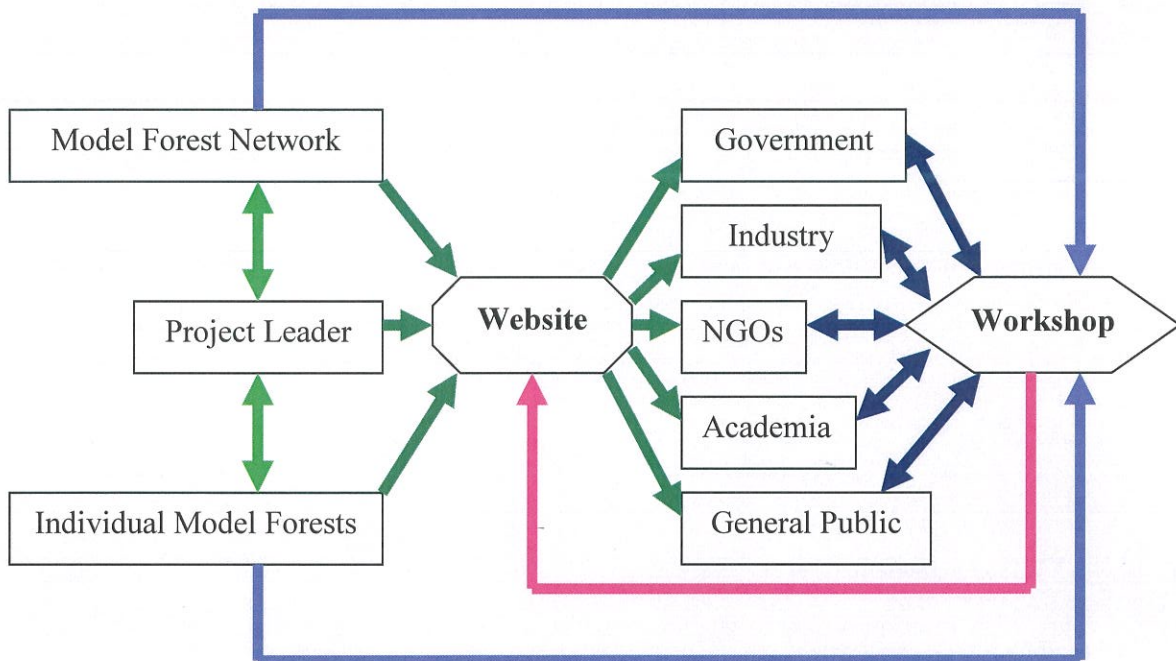 Model Forest Network
Project Leader
Individual Model Forests
Website
Government
Industry
NGOs
Academia
General Public
Workshop